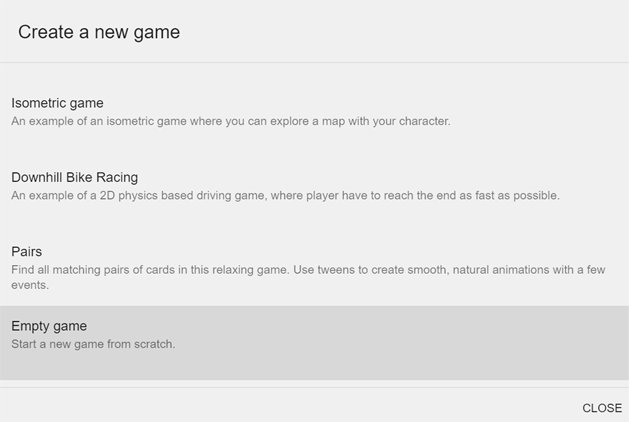 Create a new game
Isometric game
An example of an isometric game where you can explore a map with your character.
Downhill Bike Racing
An example of a 2D physics based driving game, where player have to reach the end as fast as possible.
Pairs
Find all matching pairs of cards in this relaxing game. Use tweens to create smooth, natural animations with a few
events.
Empty game
Start a new game from scratch.
CLOSE